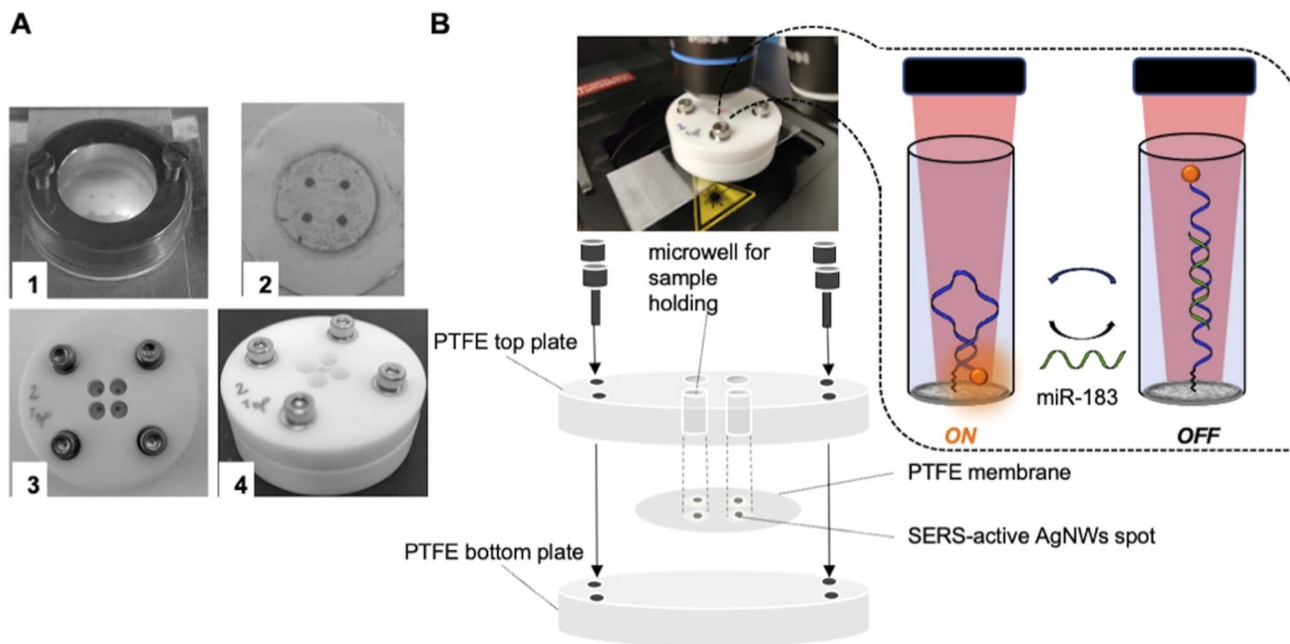 A
B
1
2
3
4
microwell for
sample
holding
PTFE top plate
PTFE membrane
SERS-active AgNWs spot
PTFE bottom plate
miR-183
ON
OFF